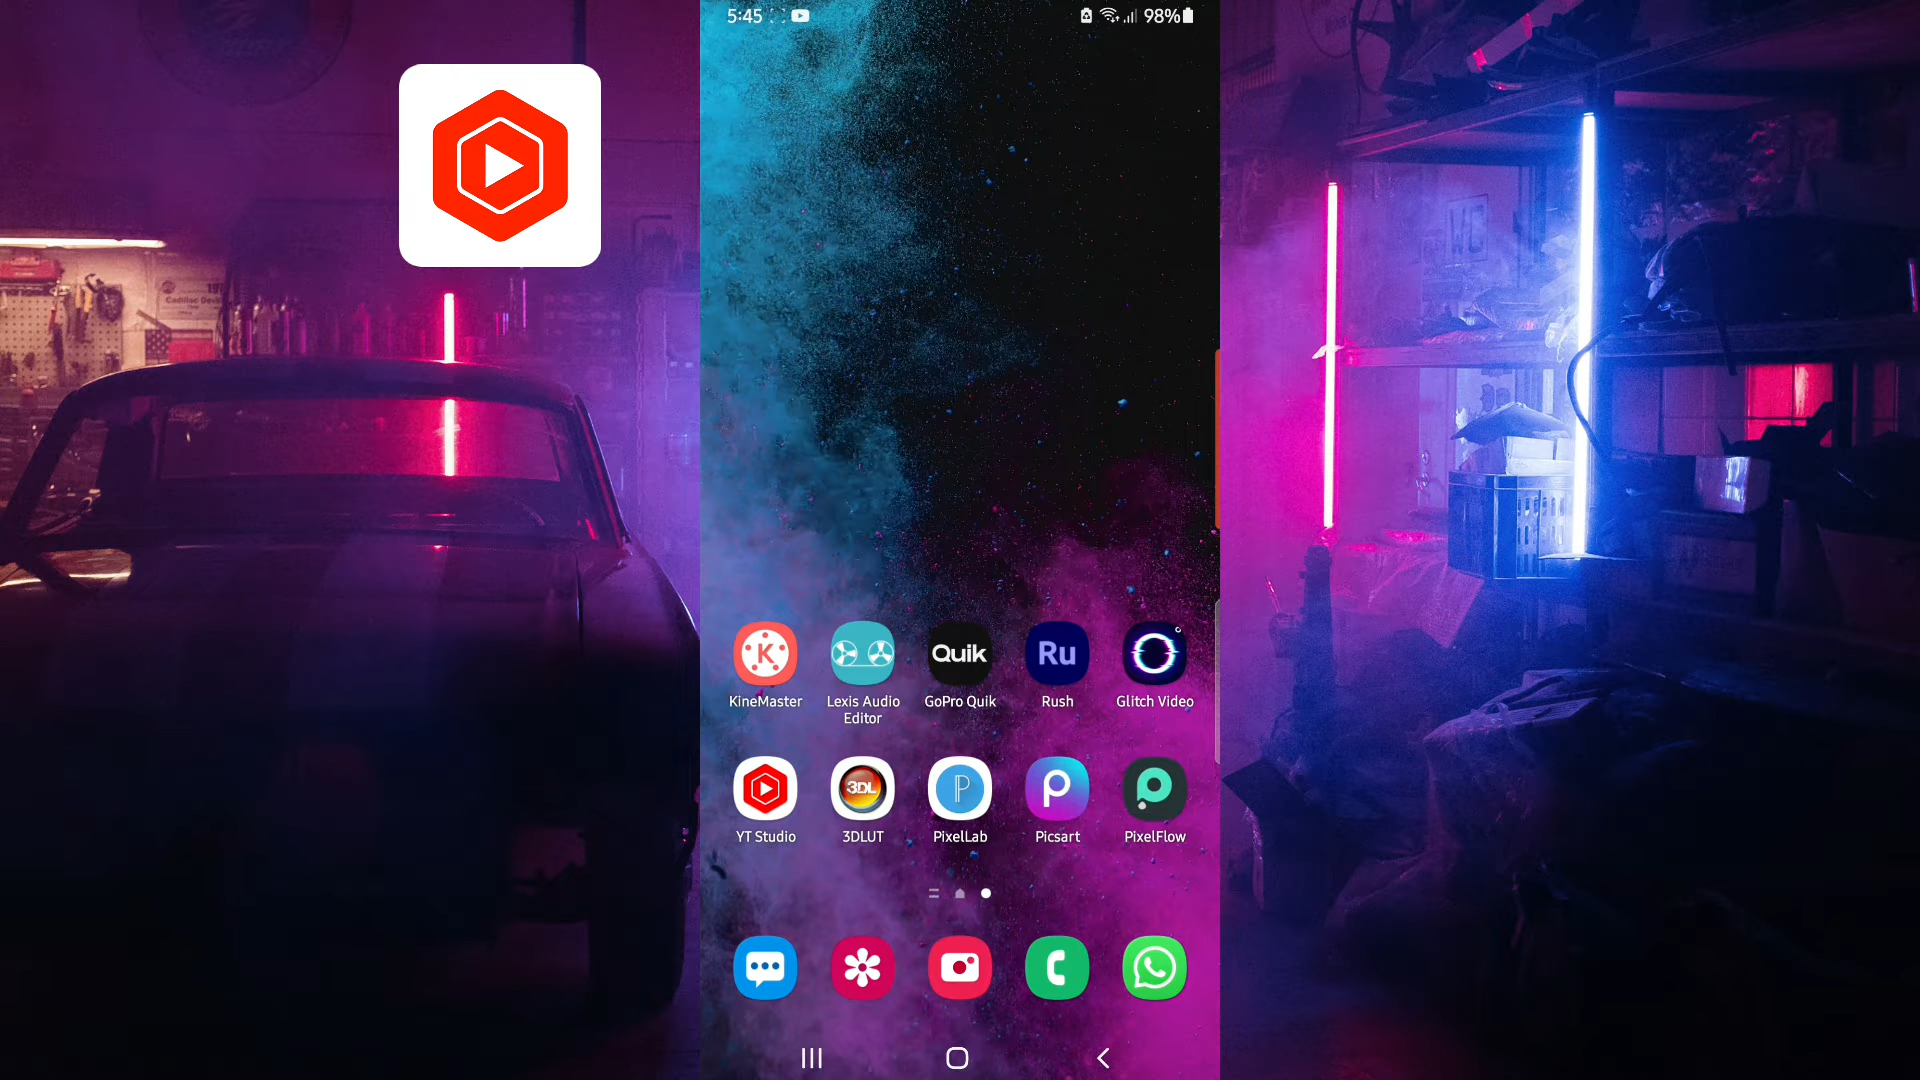 5:45
98%
Quik
Ru
KineMaster
Lexis Audio
Editor
GoPro Quik
Rush
Glitch Video
3DL
YT Studio
3DLUT
PixelLab
Picsart
PixelFlow